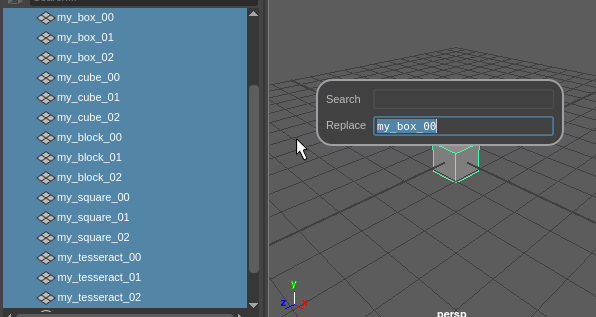 my_box_00
my_box_01
my_box_02
my_cube_00
my_cube_01
my_cube_02
my_block_00
my_block_01
my_block_02
my_square_00
my_square_01
my_square_02
my_tesseract_00
my_tesseract_01
my_tesseract_02
Search
Replace my_box_00
y
z x
persp